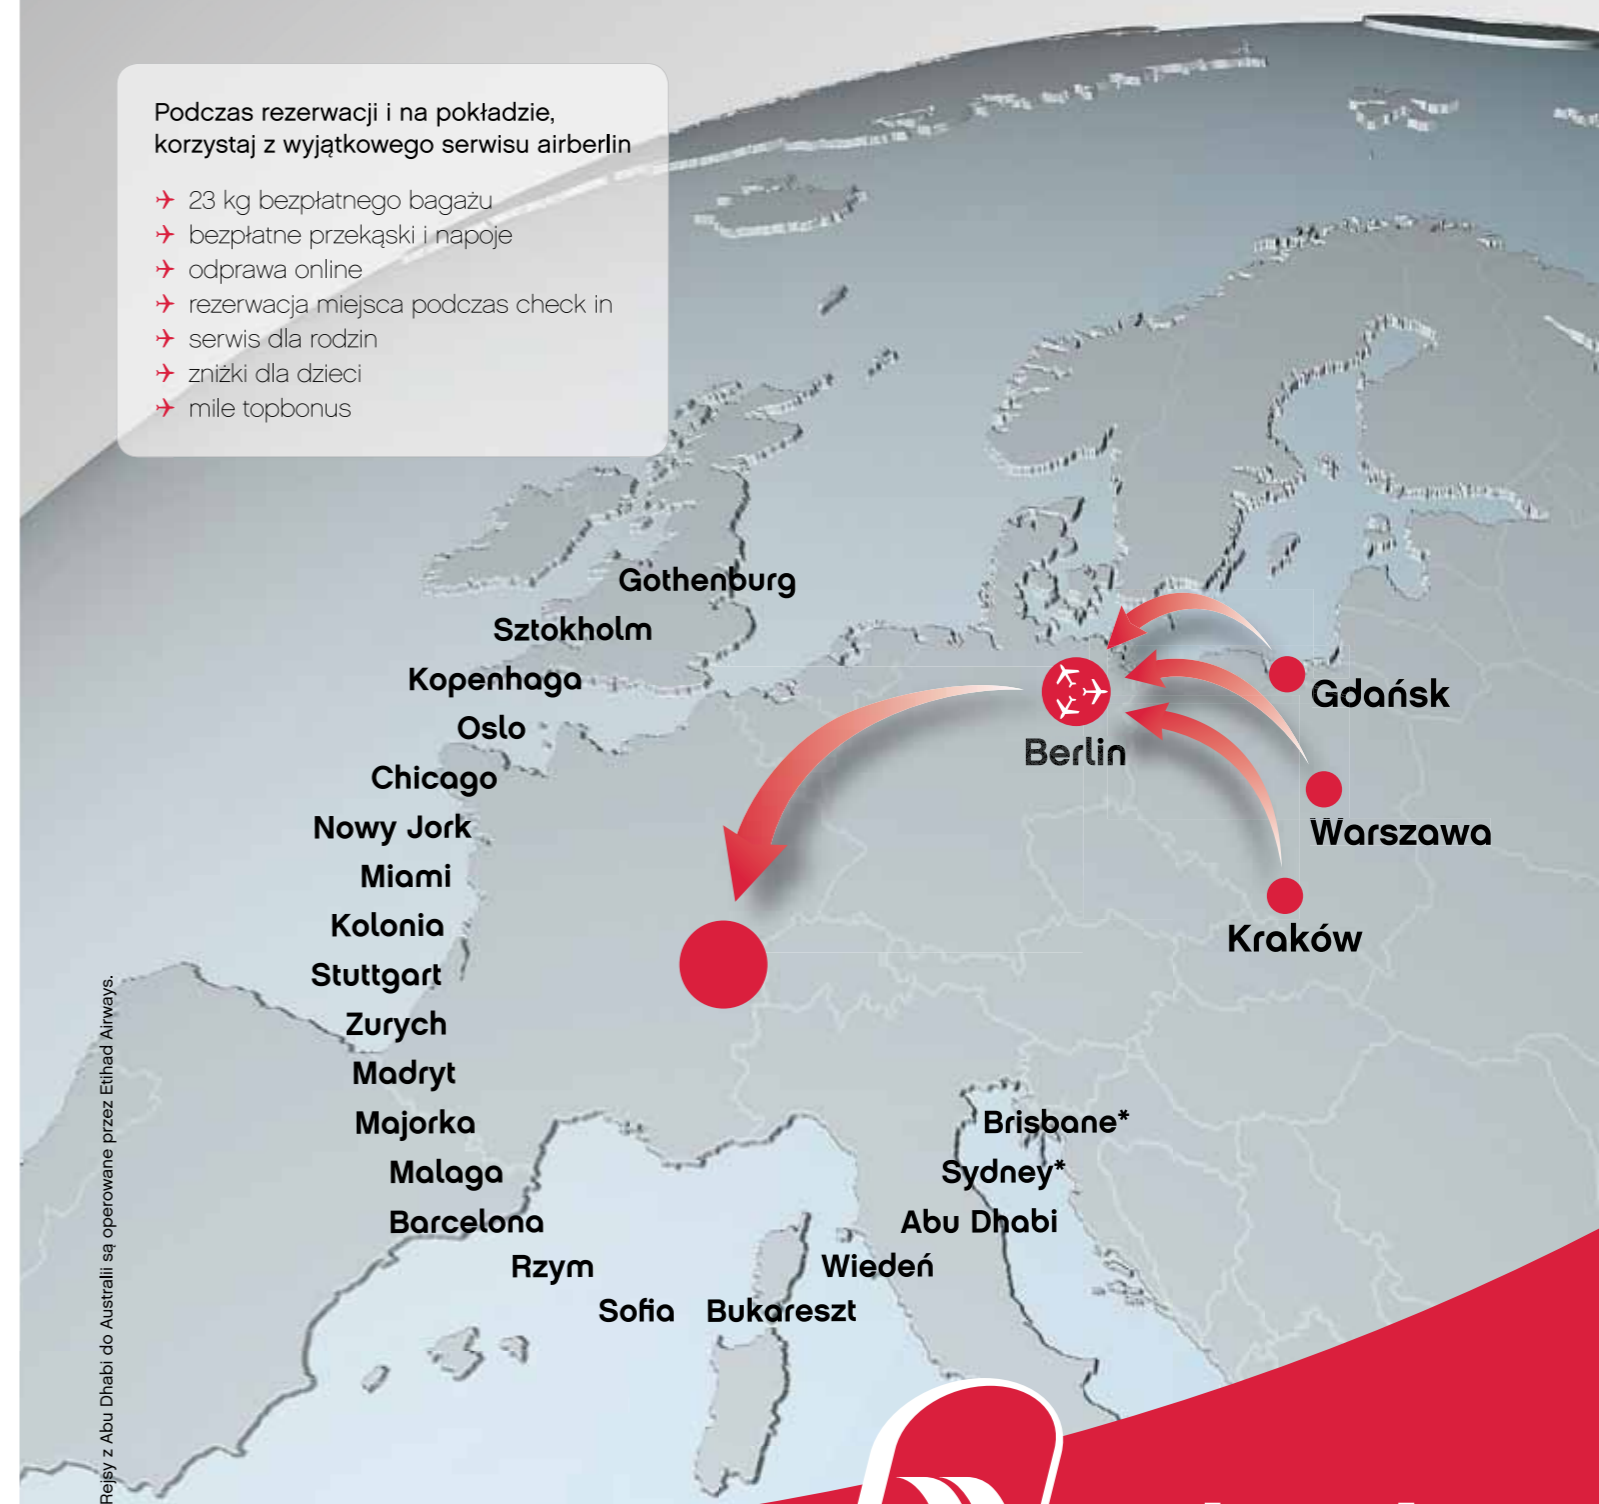 Podczas rezerwacji i na pokładzie,
korzystaj z wyjątkowego serwisu airberlin
23 kg bezpłatnego bagażu
bezpłatne przekąski i napoje
odprawa online
rezerwacja miejsca podczas check in
serwis dla rodzin
zniżki dla dzieci
mile topbonus
Gothenburg
Sztokholm
Kopenhaga
Oslo
Chicago
Nowy Jork
Miami
Kolonia
Stuttgart
Zurych
Madryt
Majorka
Malaga
Barcelona
Rzym
Sofia
Bukareszt
Wiedeń
Abu Dhabi
Sydney*
Brisbane*
Berlin
Gdańsk
Warszawa
Kraków
Rejsy z Abu Dhabi do Australii są operowane przez Etihad Airways.